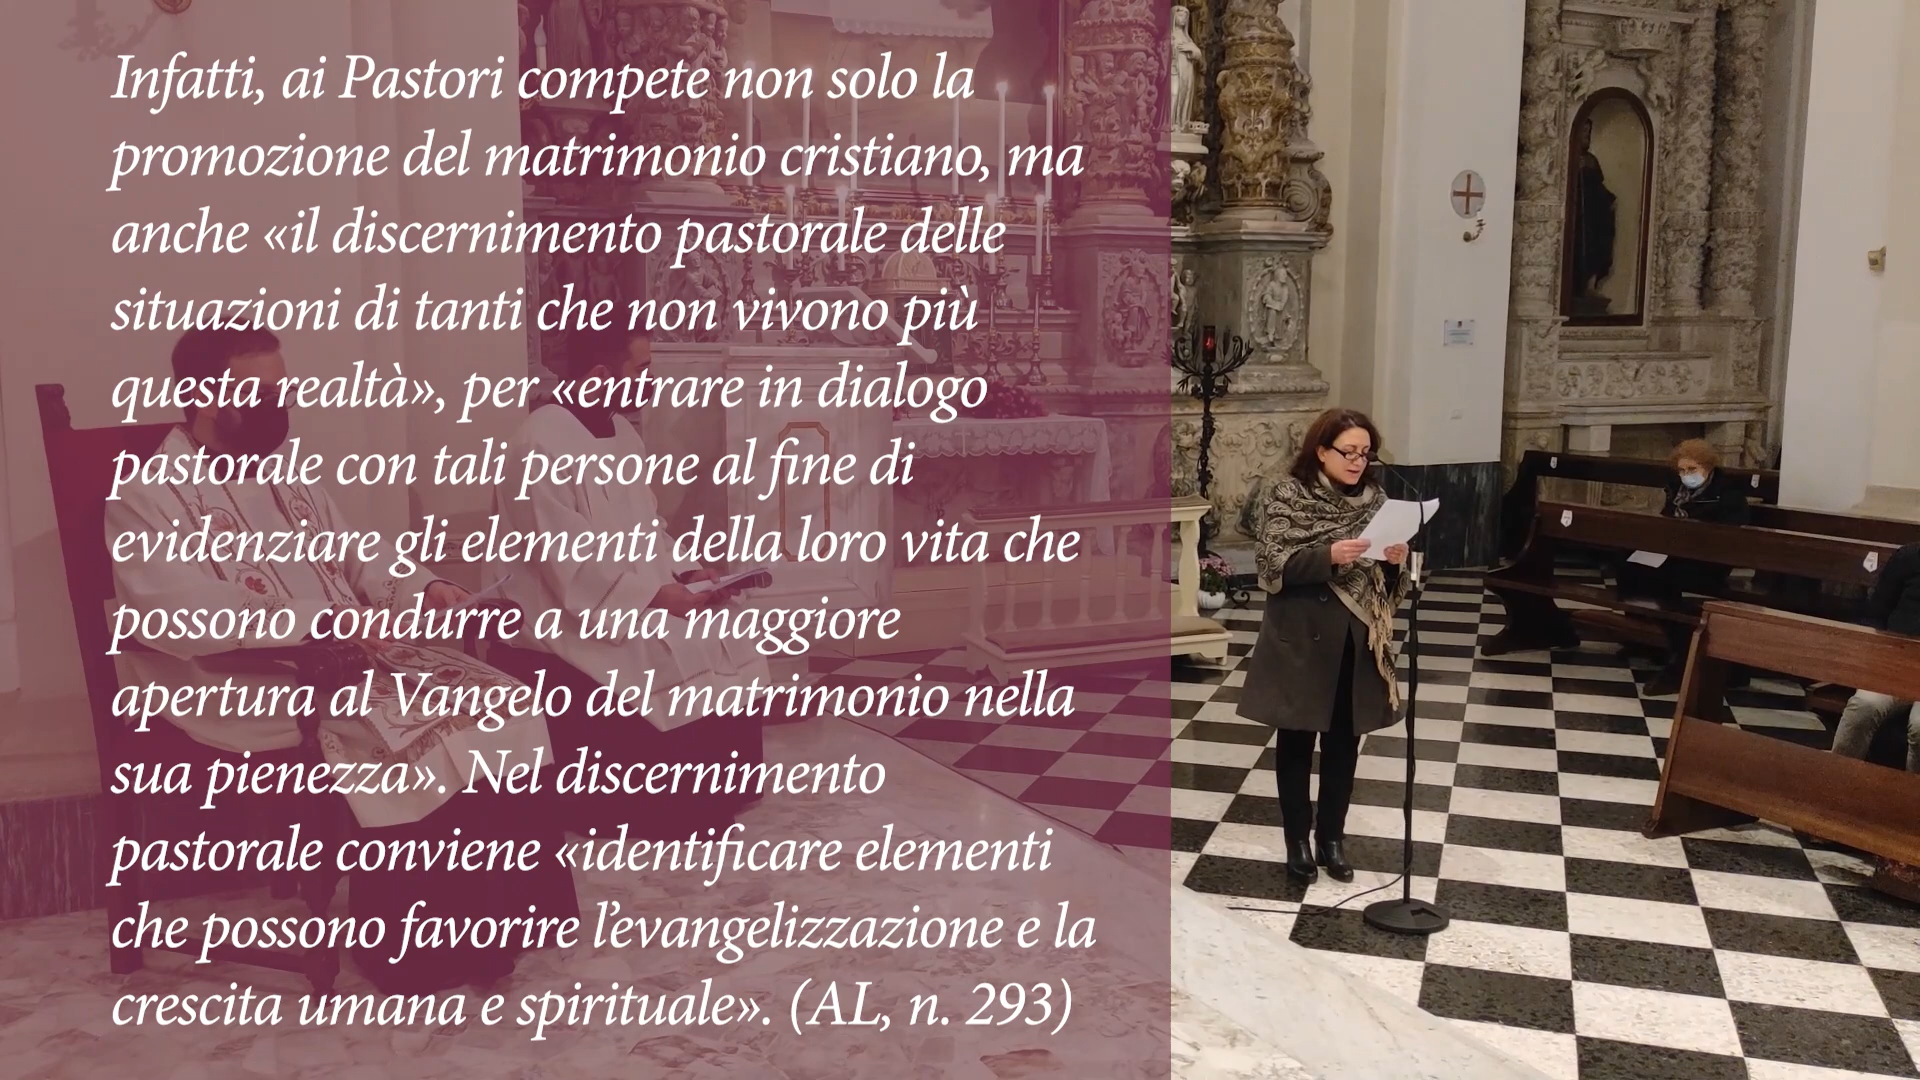 Infatti, ai Pastori compete non solo la
promozione del matrimonio cristiano, ma
anche «il discernimento pastorale delle
situazioni di tanti che non vivono più
questa realtà», per «entrare in dialogo
pastorale con tali persone al fine di
evidenziare gli elementi della loro vita che
possono condurre a una maggiore
apertura al Vangelo del matrimonio nella
sua pienezza». Nel discernimento
pastorale conviene «identificare elementi
che possono favorire l’evangelizzazione e la
crescita umana e spirituale». (AL, n. 293)